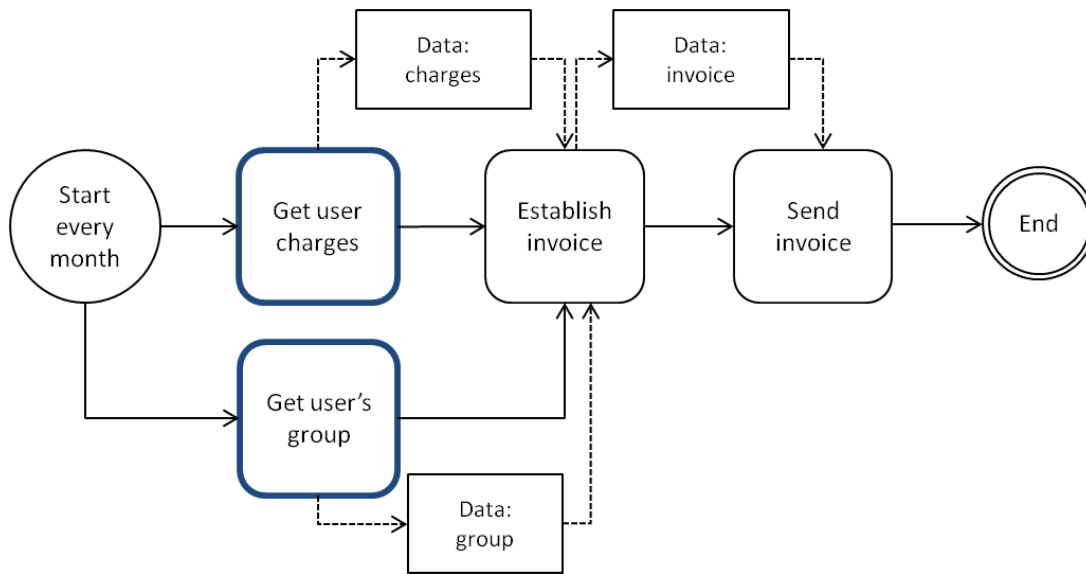 Data:
charges
Data:
invoice
Start
every
month
Get user
charges
Establish
invoice
Send
invoice
End
Get user’s
group
Data:
group